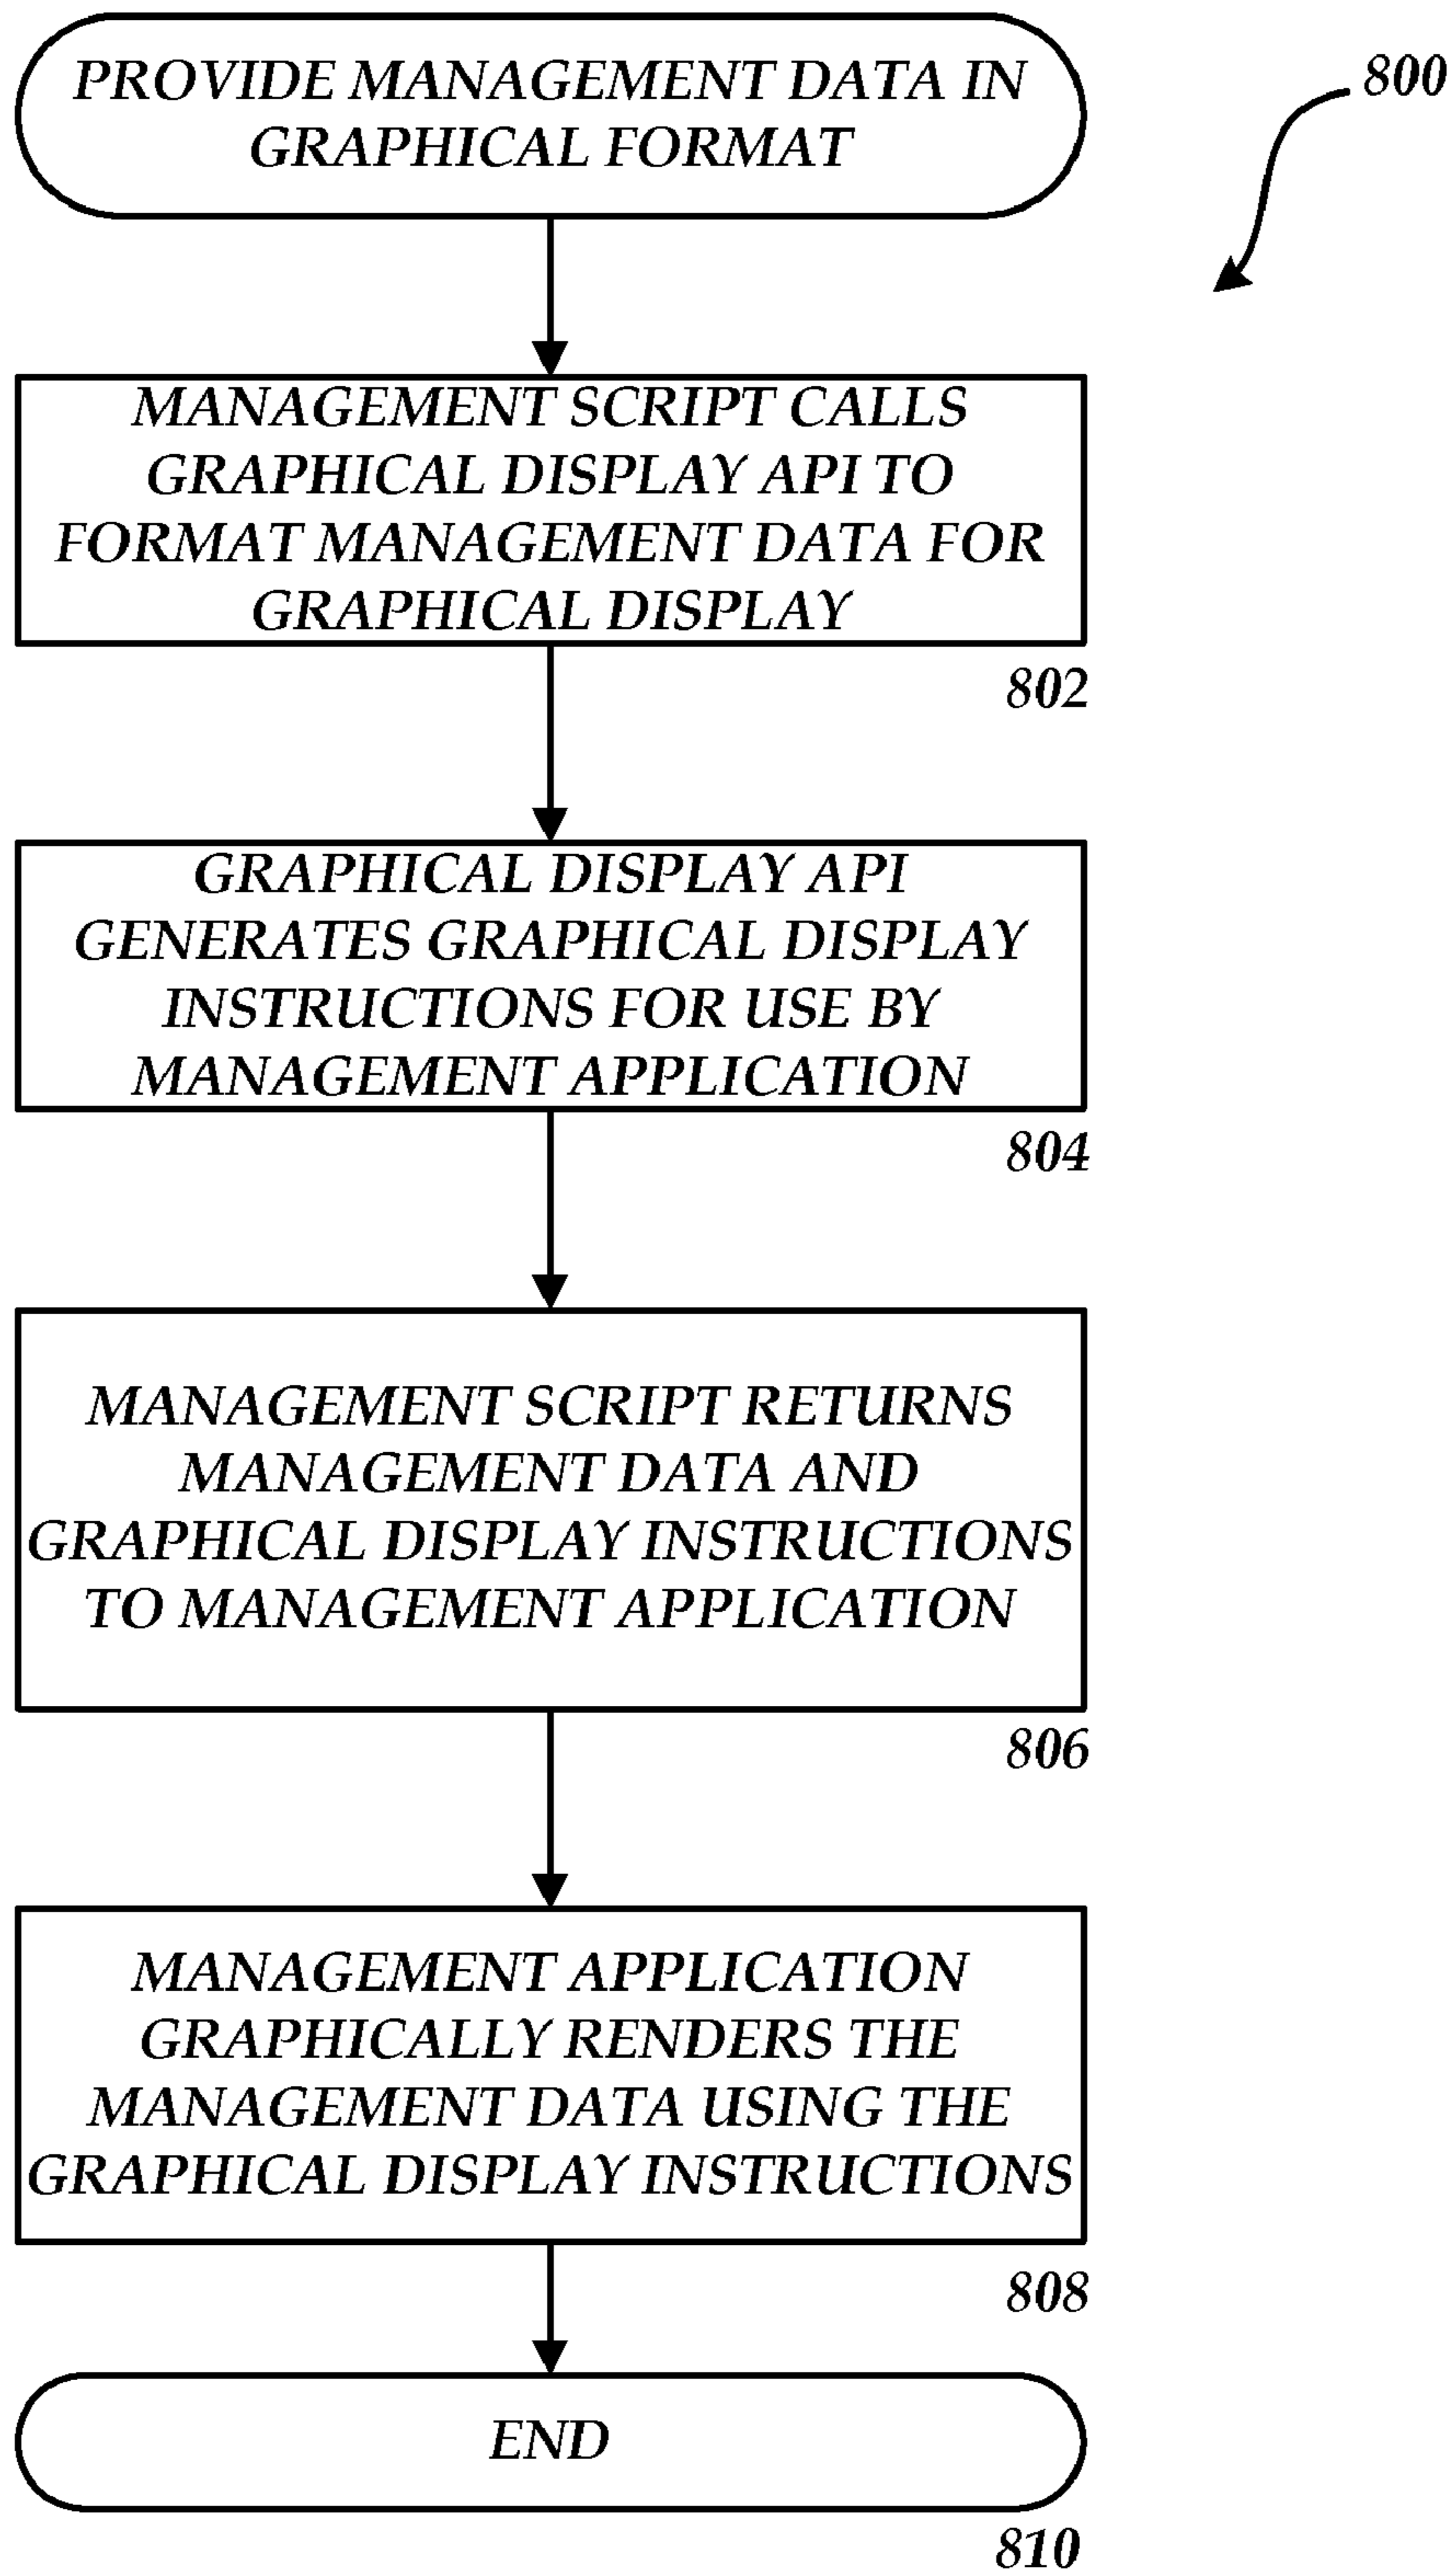 PROVIDE MANAGEMENT DATA IN
GRAPHICAL FORMAT
800
MANAGEMENT SCRIPT CALLS
GRAPHICAL DISPLAY API TO
FORMAT MANAGEMENT DATA FOR
GRAPHICAL DISPLAY
802
GRAPHICAL DISPLAY API
GENERATES GRAPHICAL DISPLAY
INSTRUCTIONS FOR USE BY
MANAGEMENT APPLICATION
804
MANAGEMENT SCRIPT RETURNS
MANAGEMENT DATA AND
GRAPHICAL DISPLAY INSTRUCTIONS
TO MANAGEMENT APPLICATION
806
MANAGEMENT APPLICATION
GRAPHICALLY RENDERS THE
MANAGEMENT DATA USING THE
GRAPHICAL DISPLAY INSTRUCTIONS
808
END
810